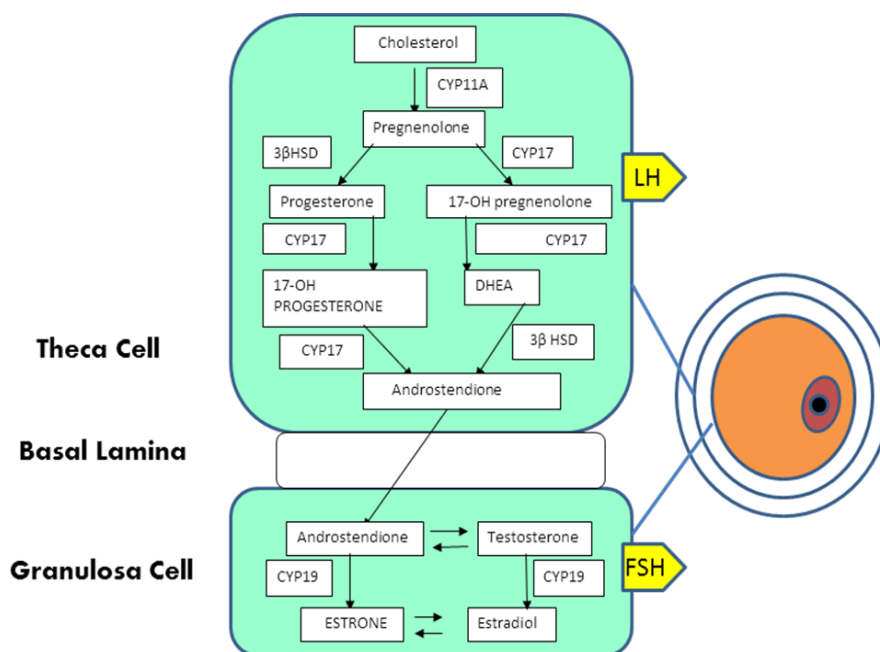 Cholesterol
CYP11A
Pregnenolone
3βHSD
CYP17
LH
Progesterone
17-OH pregnenolone
CYP17
CYP17
17-OH
PROGESTERONE
DHEA
Theca Cell
CYP17
3β HSD
Androstendione
Basal Lamina
Androstendione
Testosterone
Granulosa Cell
CYP19
CYP19
FSH
ESTRONE
Estradiol